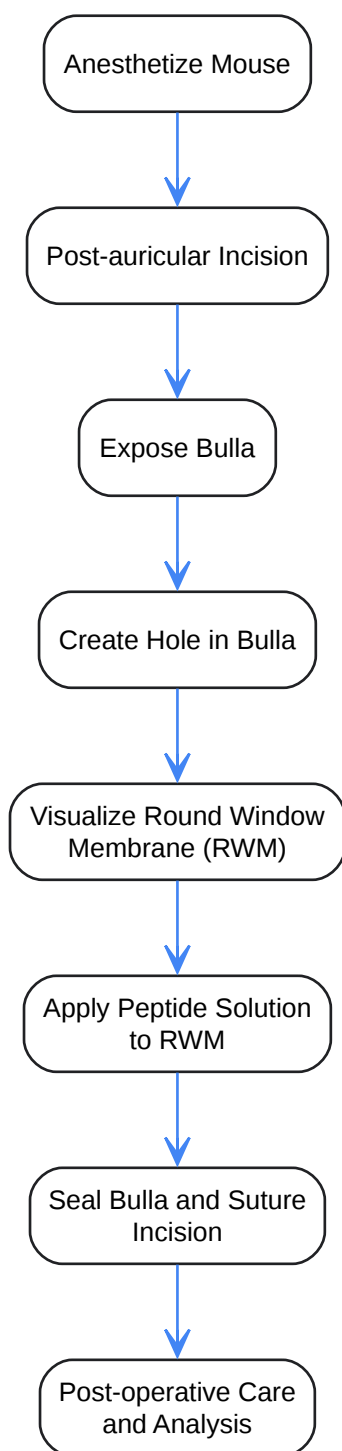 Anesthetize Mouse
Post-auricular Incision
Expose Bulla
Create Hole in Bulla
Visualize Round Window
Membrane (RWM)
Apply Peptide Solution
to RWM
Seal Bulla and Suture
Incision
Post-operative Care
and Analysis